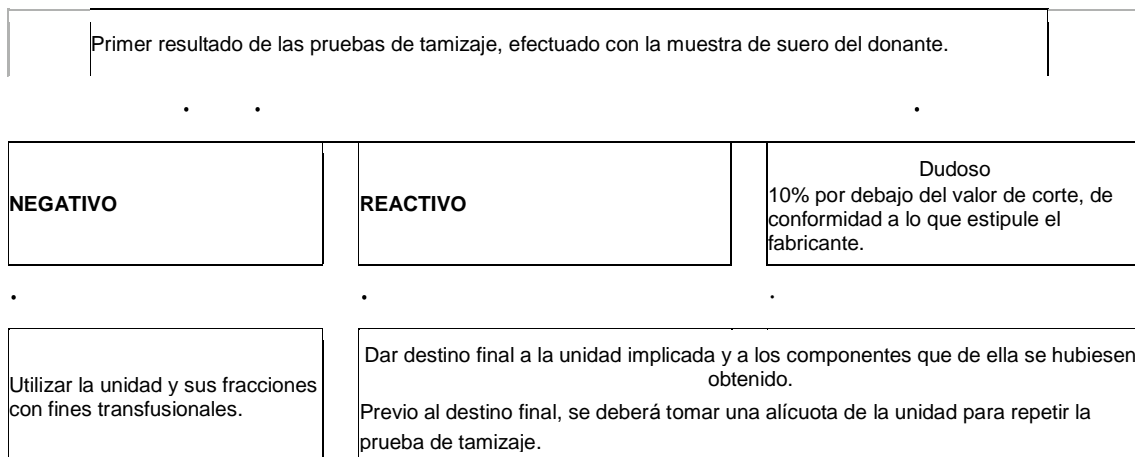 Primer resultado de las pruebas de tamizaje, efectuado con la muestra de suero del donante.
NEGATIVO
REACTIVO
Dudoso
10% por debajo del valor de corte, de
conformidad a lo que estipule el
fabricante.
Utilizar la unidad y sus fracciones
con fines transfusionales.
Dar destino final a la unidad implicada y a los componentes que de ella se hubiesen
obtenido.
Previo al destino final, se deberá tomar una alícuota de la unidad para repetir la
prueba de tamizaje.